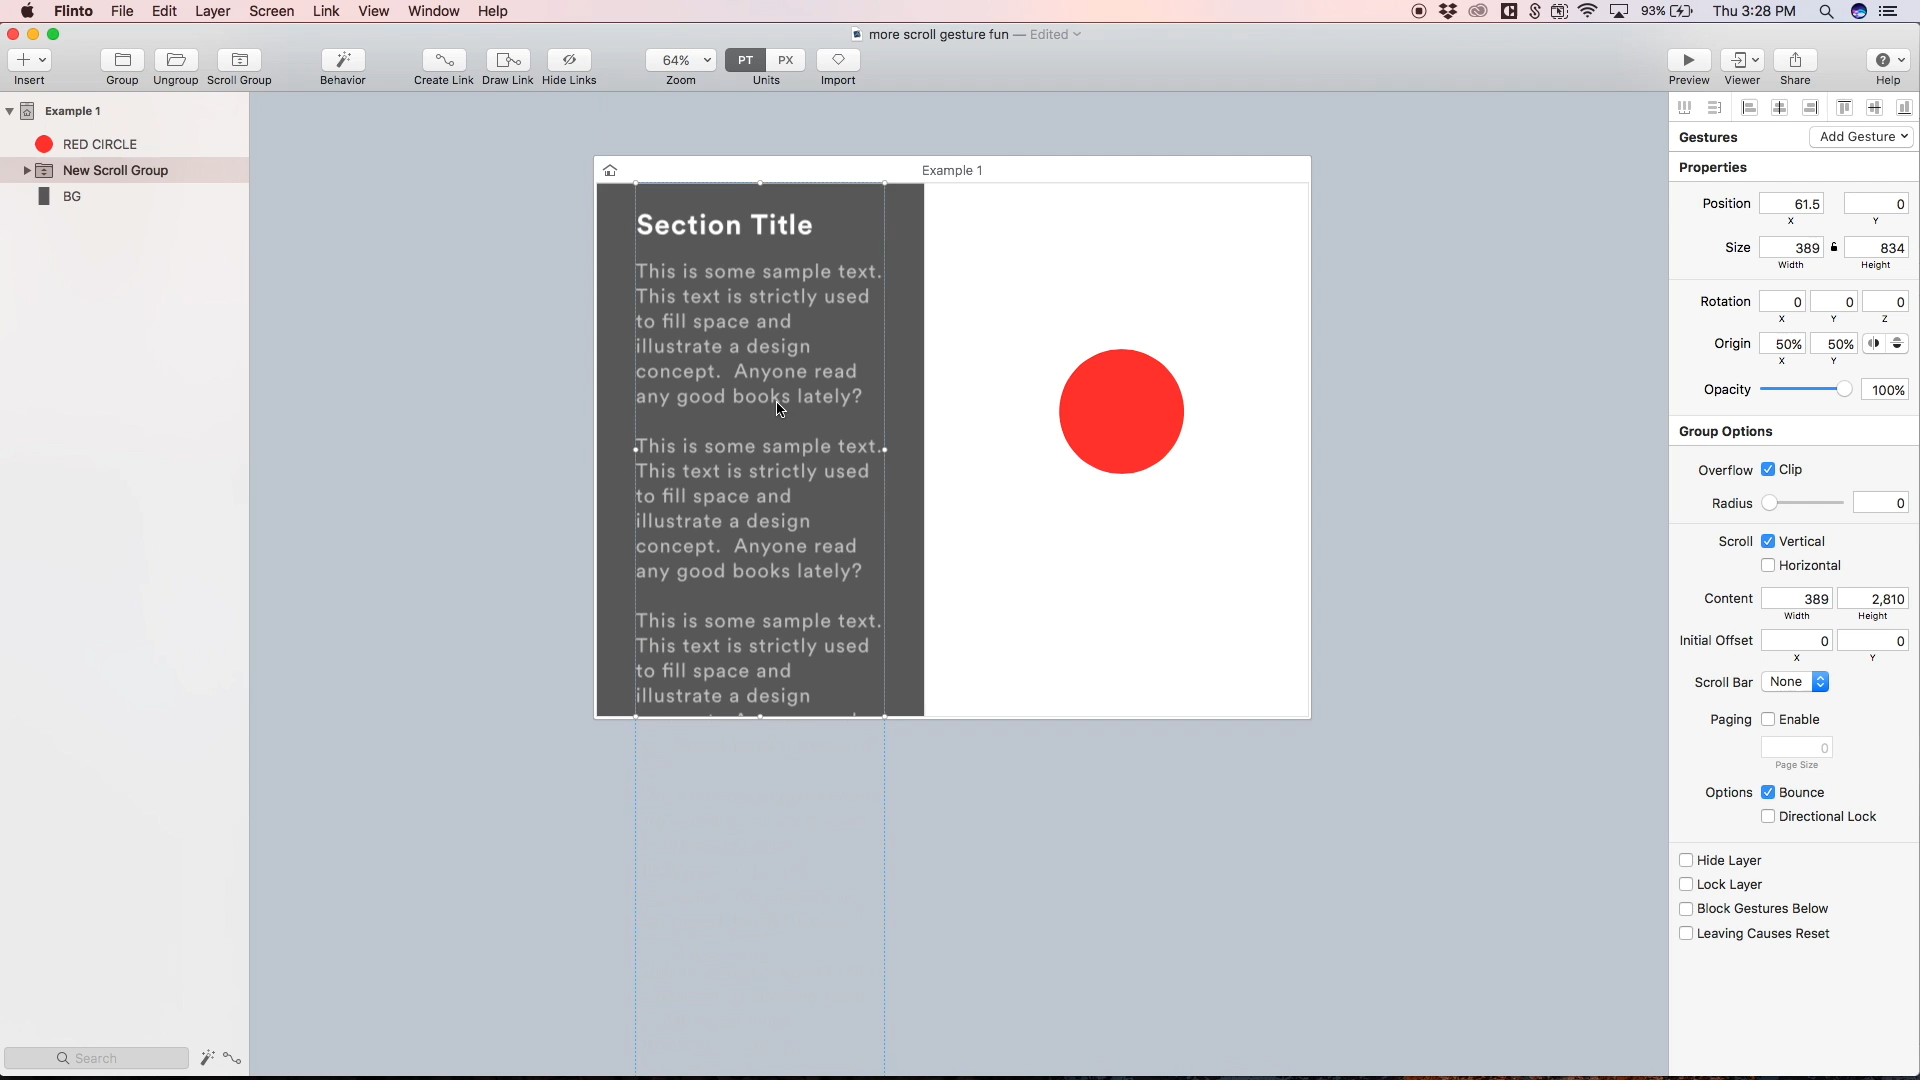 Flinto File Edit Layer Screen Link View Window Help 93% Thu 3:28 PM
more scroll gesture fun — Edited
64% PT PX
Insert Group Ungroup Scroll Group Behavior Create Link Draw Link Hide Links Zoom Units Import Preview Viewer Share Help
Example 1
RED CIRCLE
New Scroll Group
BG
Search
Example 1
Section Title
This is some sample text.
This text is strictly used
to fill space and
illustrate a design
concept. Anyone read
any good books lately?
This is some sample text.
This text is strictly used
to fill space and
illustrate a design
concept. Anyone read
any good books lately?
This is some sample text.
This text is strictly used
to fill space and
illustrate a design
Gestures Add Gesture
Properties
Position 61.5 0
X Y
Size 389 834
Width Height
Rotation 0 0 0
X Y Z
Origin 50% 50%
X Y
Opacity 100%
Group Options
Overflow Clip
Radius 0
Scroll Vertical
Horizontal
Content 389 2,810
Width Height
Initial Offset 0 0
X Y
Scroll Bar None
Paging Enable
0
Page Size
Options Bounce
Directional Lock
Hide Layer
Lock Layer
Block Gestures Below
Leaving Causes Reset